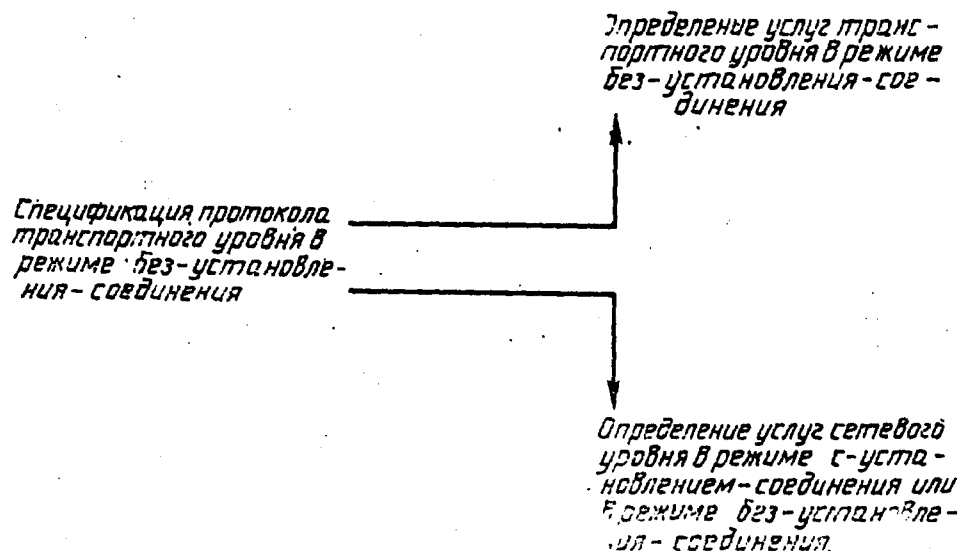 Определение услуг транс-
портного уровня в режиме
без-установления-сое-
динения
Спецификация протокола
транспортного уровня в
режиме без-установле-
ния-соединения
Определение услуг сетевого
уровня в режиме с-уста-
новлением-соединения или
в режиме без-установле-
ния-соединения.